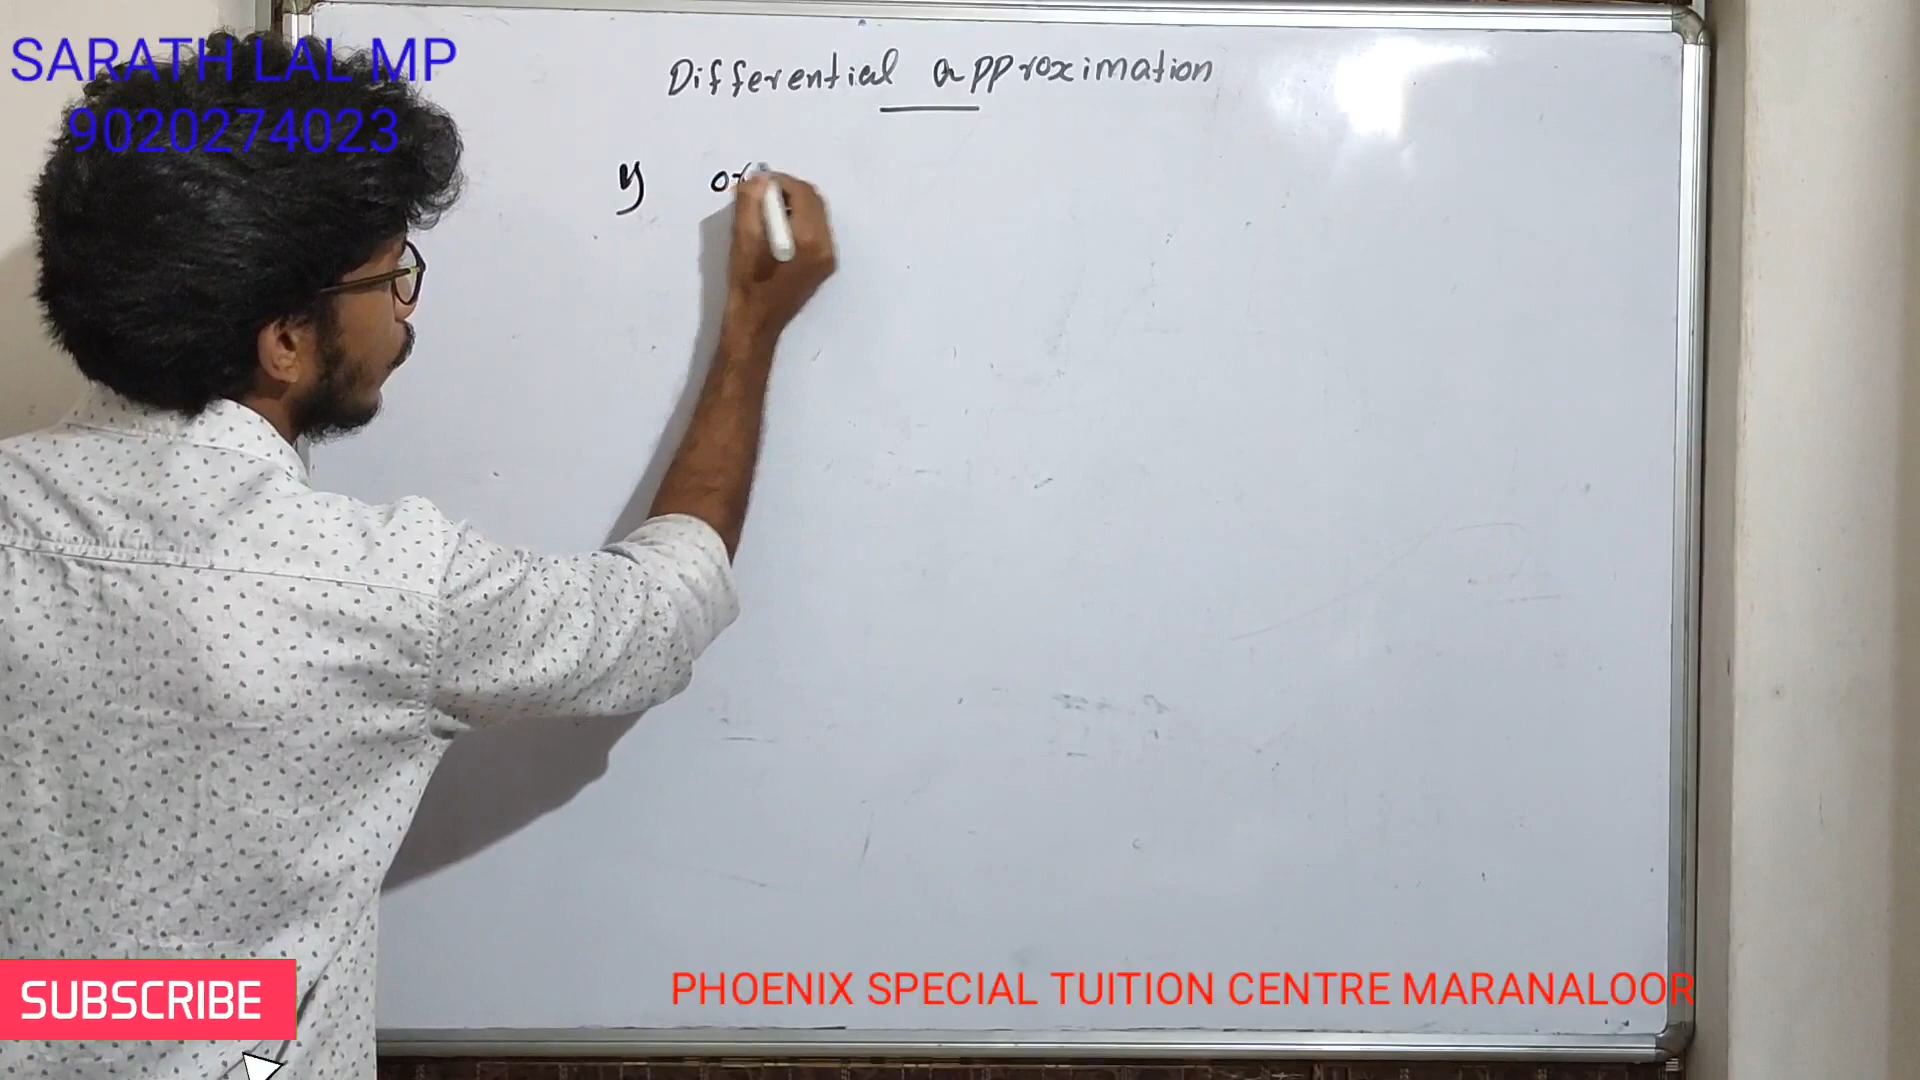 SARATH LAL MP
9020274023
Differential approximation
y
SUBSCRIBE
PHOENIX SPECIAL TUITION CENTRE MARANALOOR